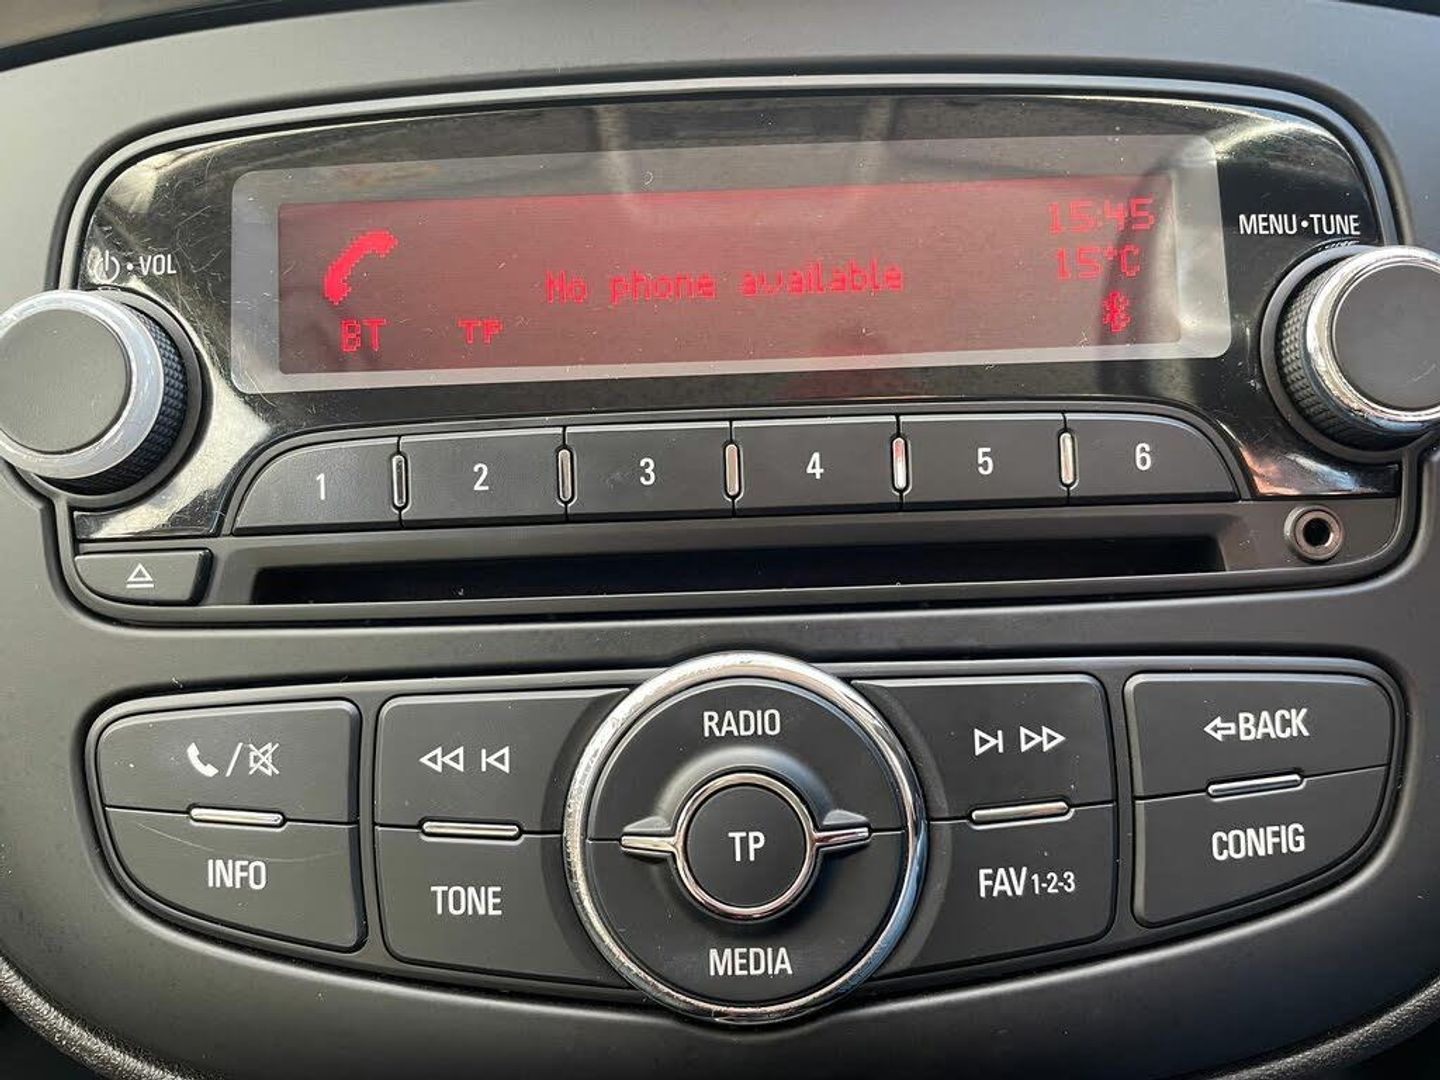 15:45
15°C
No phone available
BT TP
•VOL
MENU•TUNE
1 2 3 4 5 6
RADIO
BACK
TP
INFO
TONE
FAV 1-2-3
CONFIG
MEDIA